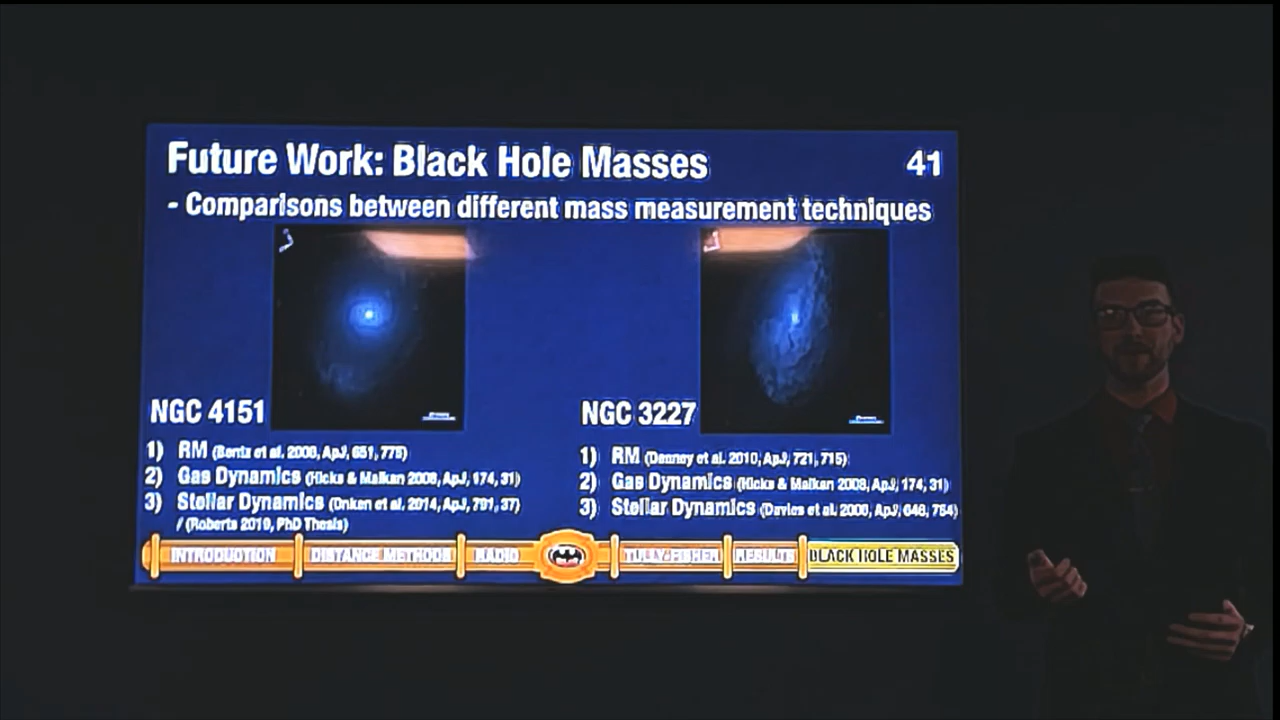 Future Work: Black Hole Masses
41
- Comparisons between different mass measurement techniques
NGC 4151
1) RM (Bentz et al. 2006, ApJ, 651, 775)
2) Gas Dynamics (Hicks & Malkan 2008, ApJ, 174, 31)
3) Stellar Dynamics (Onken et al. 2014, ApJ, 791, 37)
/ (Roberts 2019, PhD Thesis)
NGC 3227
1) RM (Denney et al. 2010, ApJ, 721, 715)
2) Gas Dynamics (Hicks & Malkan 2008, ApJ, 174, 31)
3) Stellar Dynamics (Davies et al. 2006, ApJ, 646, 754)
INTRODUCTION
DISTANCE METHODS
RADIO
TULLY-FISHER
RESULTS
BLACK HOLE MASSES